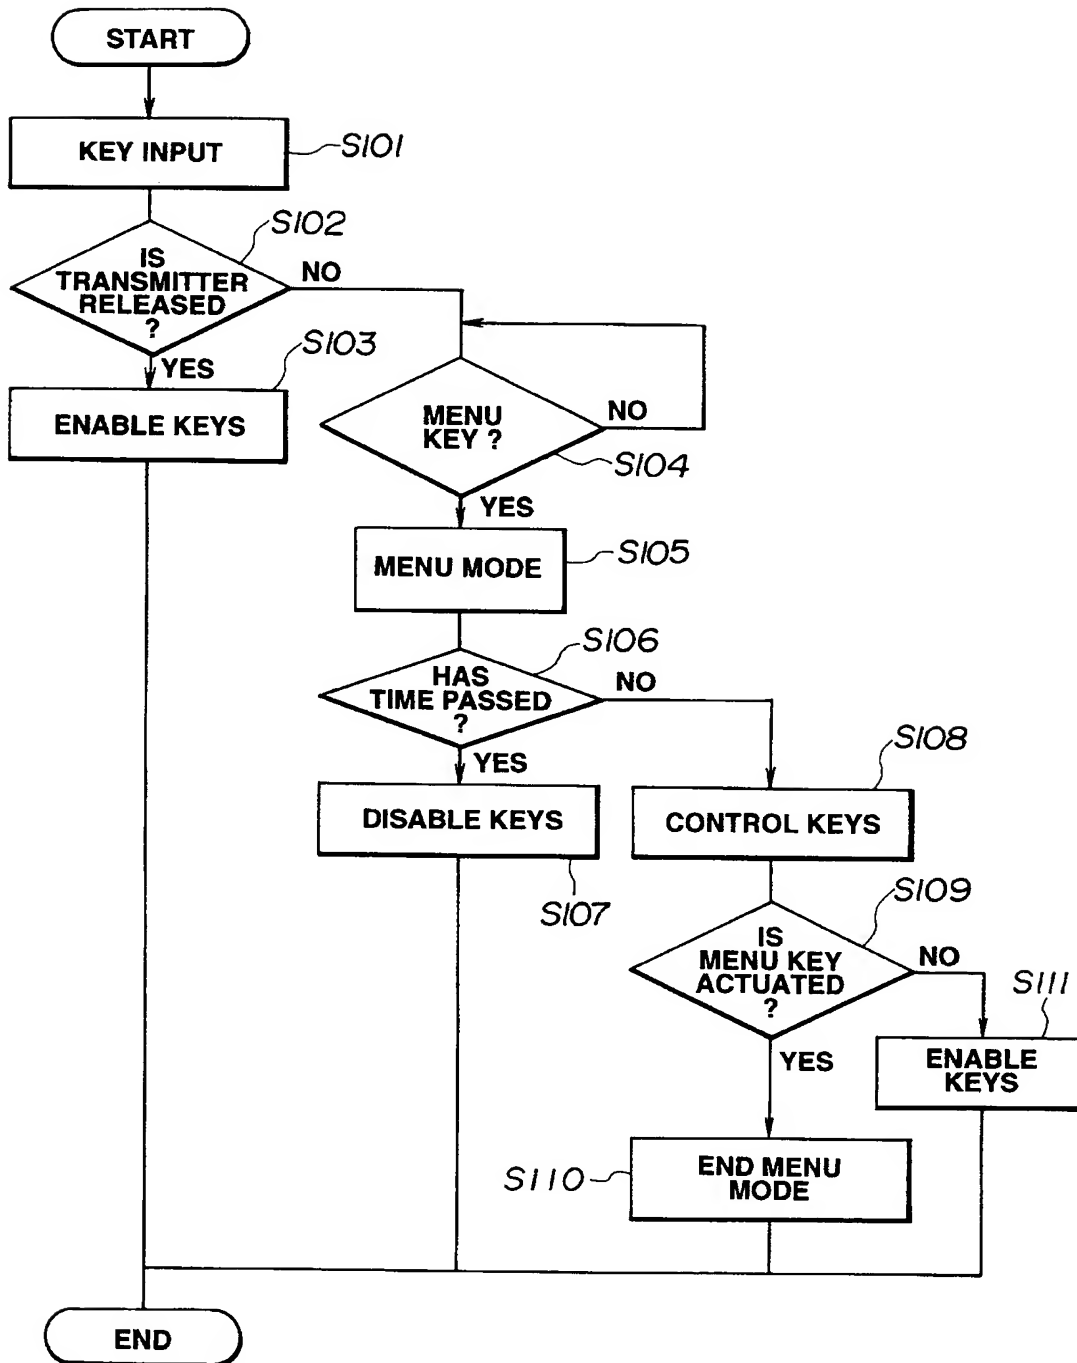 START
KEY INPUT
S101
S102
IS
TRANSMITTER
RELEASED
?
NO
YES
S103
ENABLE KEYS
MENU
KEY ?
NO
S104
YES
MENU MODE
S105
S106
HAS
TIME PASSED
?
NO
YES
DISABLE KEYS
S107
S108
CONTROL KEYS
S109
IS
MENU KEY
ACTUATED
?
NO
YES
S111
ENABLE
KEYS
S110
END MENU
MODE
END